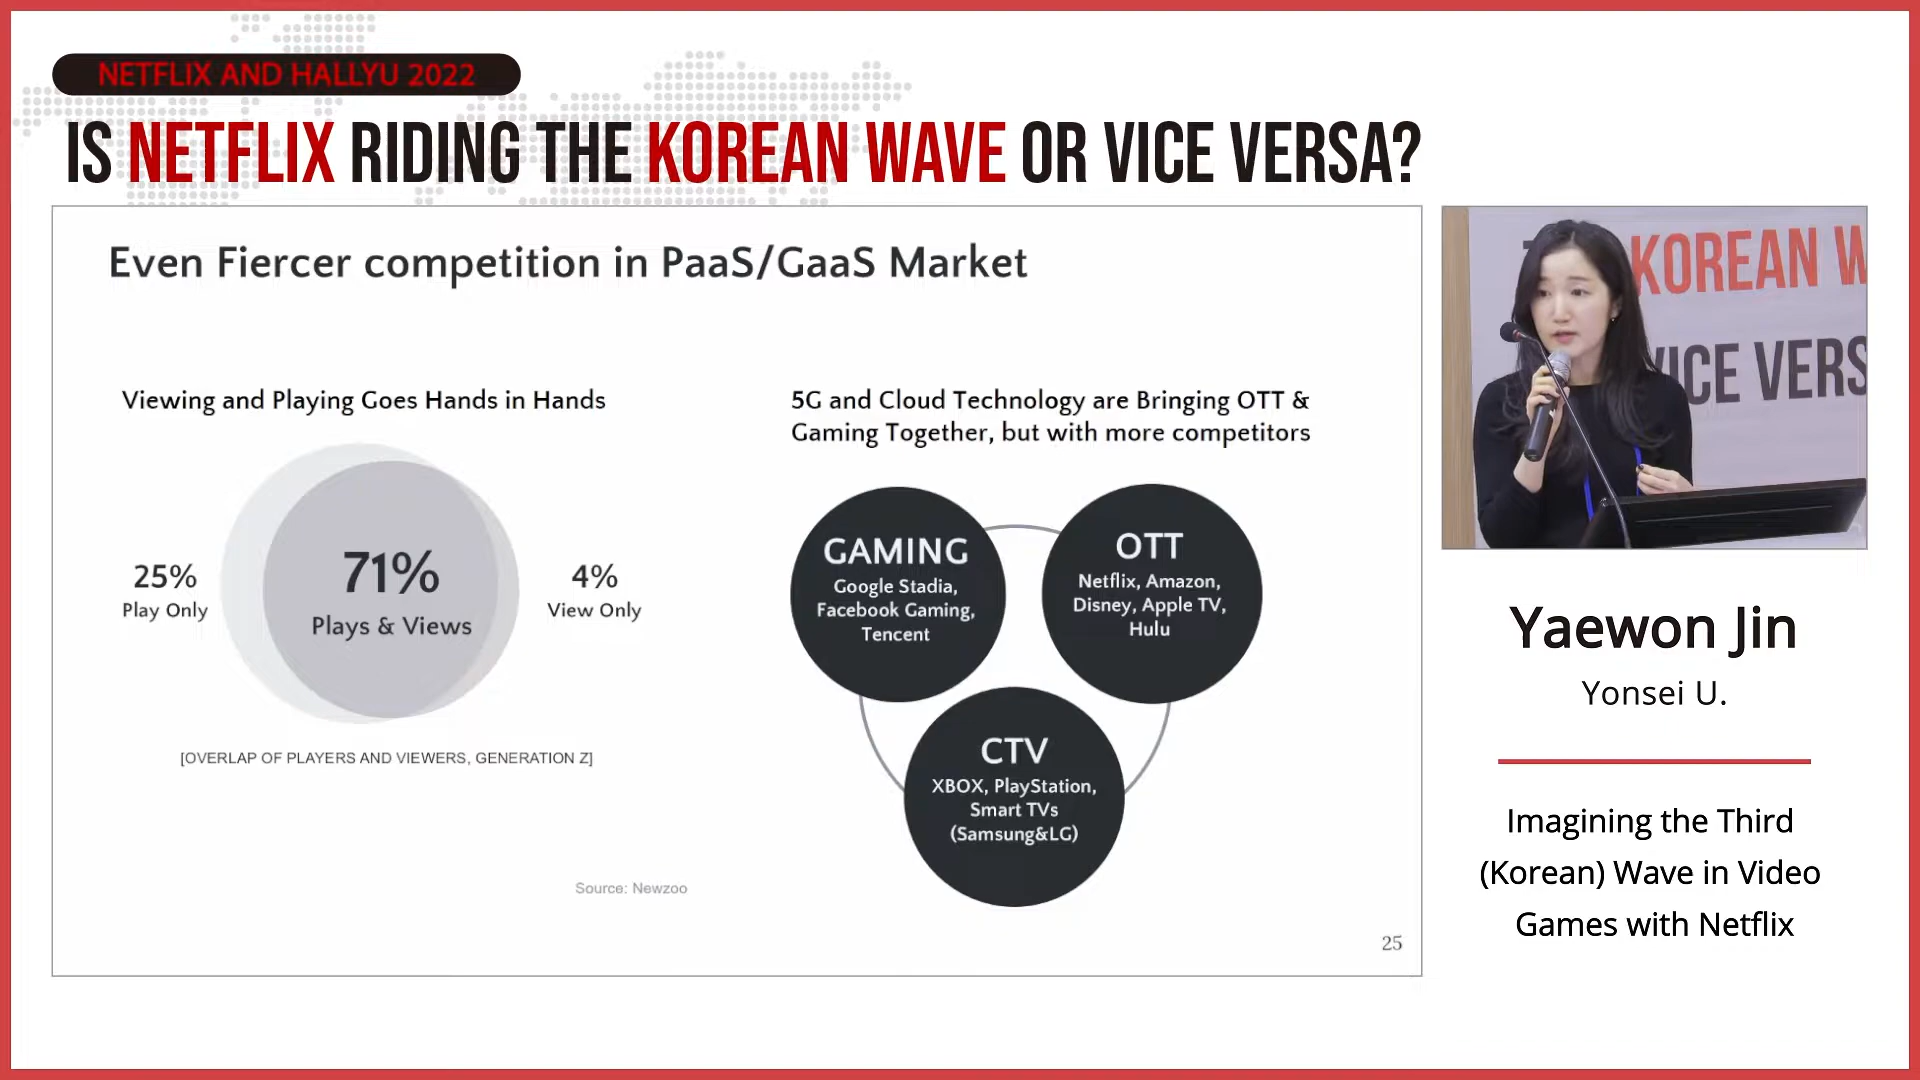 NETFLIX AND HALLYU 2022
IS NETFLIX RIDING THE KOREAN WAVE OR VICE VERSA?
Even Fiercer competition in PaaS/GaaS Market
Viewing and Playing Goes Hands in Hands
25%
Play Only
71%
Plays & Views
4%
View Only
[OVERLAP OF PLAYERS AND VIEWERS, GENERATION Z]
Source: Newzoo
5G and Cloud Technology are Bringing OTT &
Gaming Together, but with more competitors
GAMING
Google Stadia,
Facebook Gaming,
Tencent
OTT
Netflix, Amazon,
Disney, Apple TV,
Hulu
CTV
XBOX, PlayStation,
Smart TVs
(Samsung&LG)
25
KOREAN W
VICE VERS
Yaewon Jin
Yonsei U.
Imagining the Third
(Korean) Wave in Video
Games with Netflix